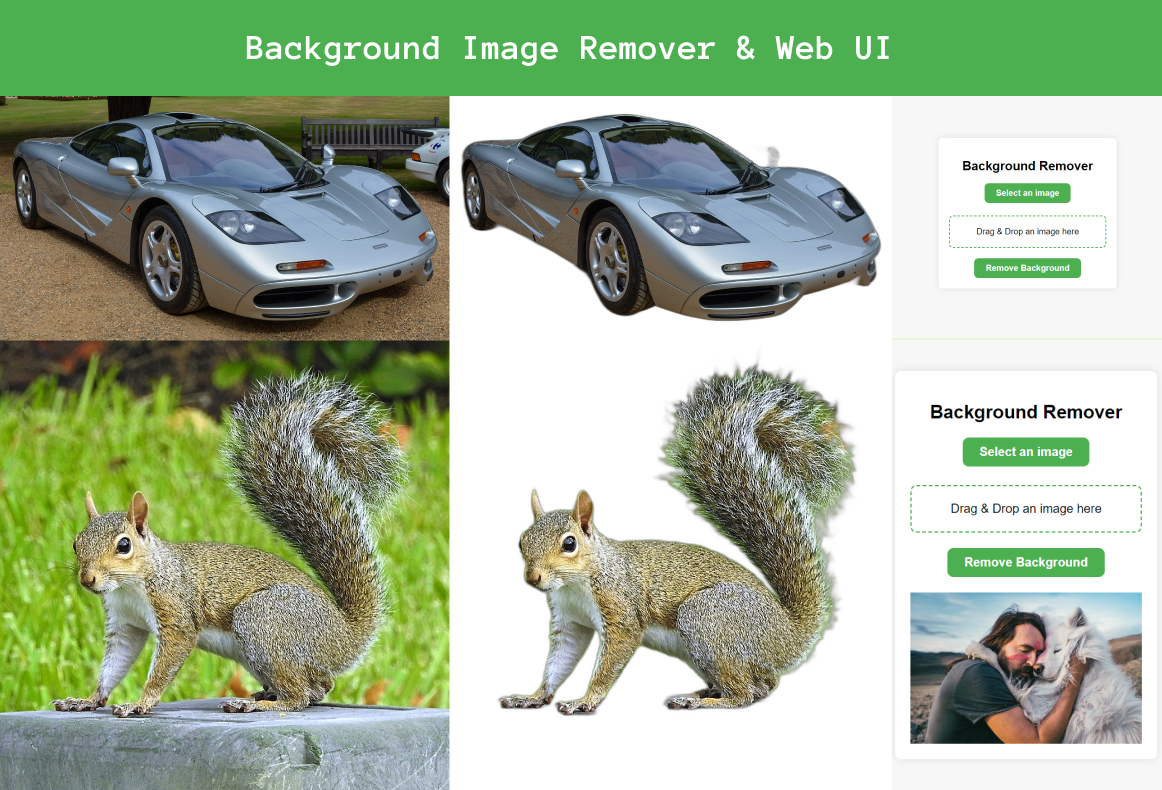 Background Image Remover & Web UI
Background Remover
Select an image
Drag & Drop an image here
Remove Background
Background Remover
Select an image
Drag & Drop an image here
Remove Background